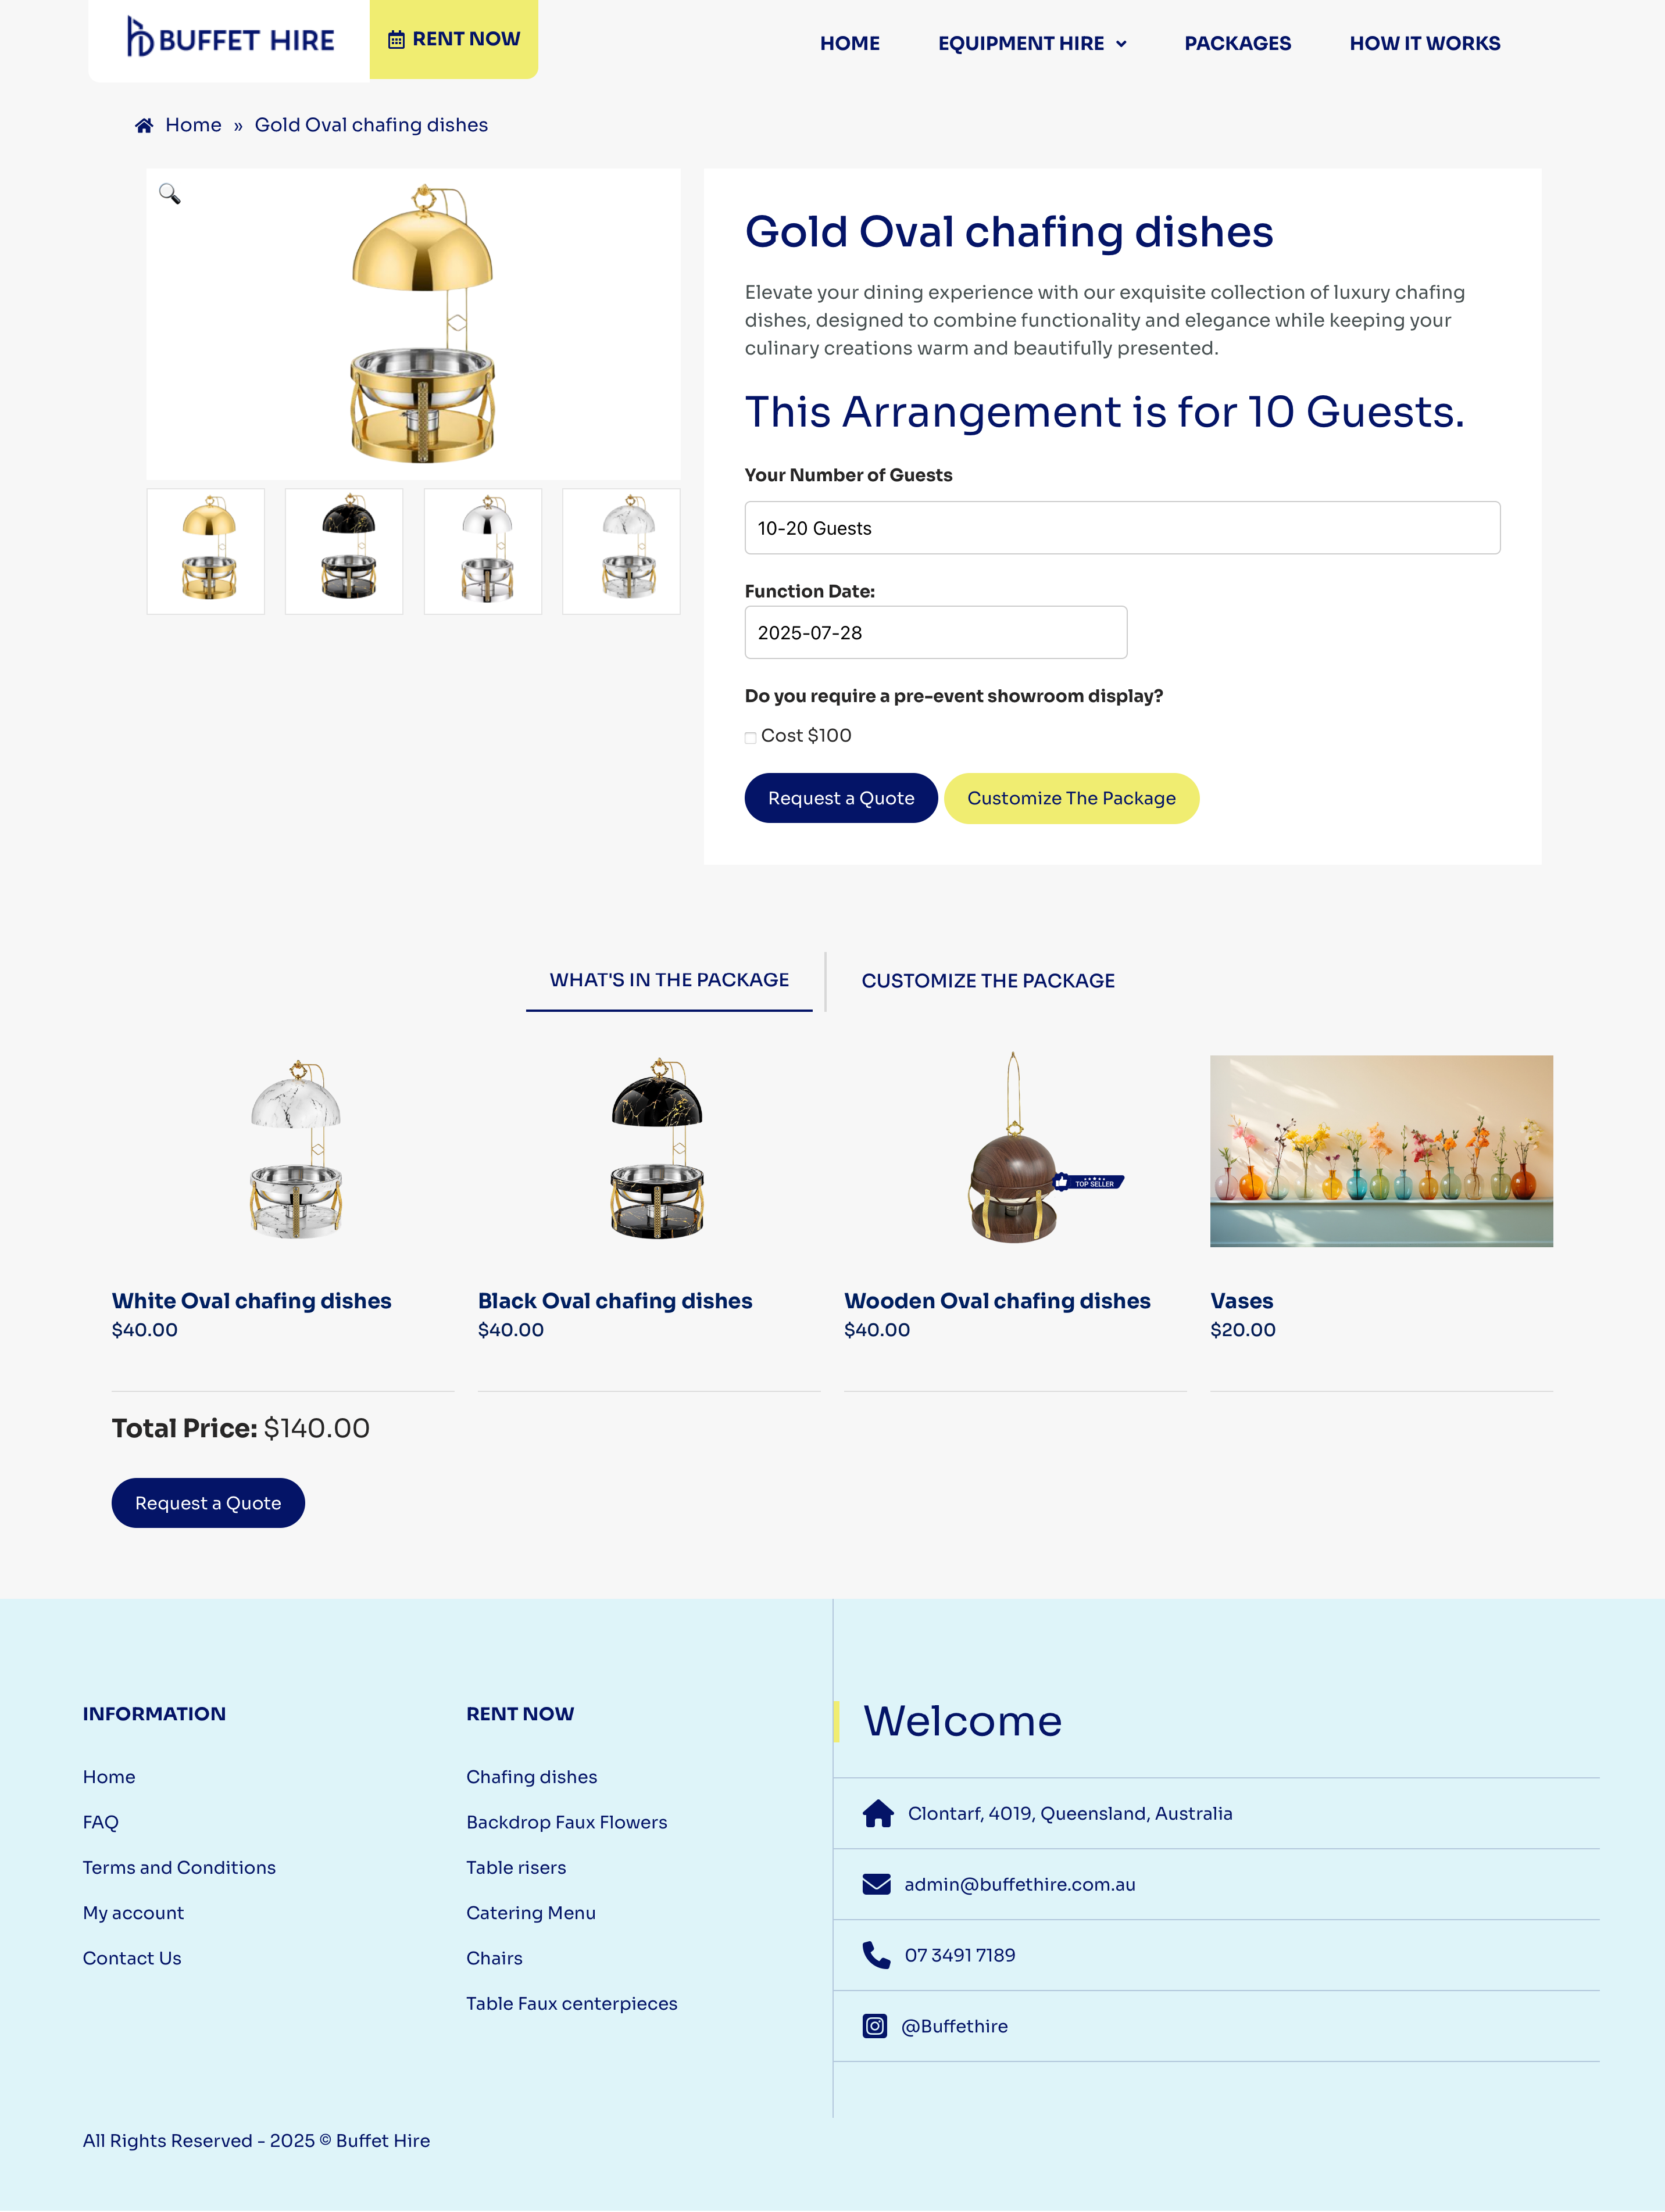 BUFFET HIRE
RENT NOW
HOME
EQUIPMENT HIRE
PACKAGES
HOW IT WORKS
Home » Gold Oval chafing dishes
Gold Oval chafing dishes
Elevate your dining experience with our exquisite collection of luxury chafing
dishes, designed to combine functionality and elegance while keeping your
culinary creations warm and beautifully presented.
This Arrangement is for 10 Guests.
Your Number of Guests
10-20 Guests
Function Date:
2025-07-28
Do you require a pre-event showroom display?
Cost $100
Request a Quote
Customize The Package
WHAT'S IN THE PACKAGE
CUSTOMIZE THE PACKAGE
TOP SELLER
White Oval chafing dishes
$40.00
Black Oval chafing dishes
$40.00
Wooden Oval chafing dishes
$40.00
Vases
$20.00
Total Price: $140.00
Request a Quote
INFORMATION
Home
FAQ
Terms and Conditions
My account
Contact Us
RENT NOW
Chafing dishes
Backdrop Faux Flowers
Table risers
Catering Menu
Chairs
Table Faux centerpieces
Welcome
Clontarf, 4019, Queensland, Australia
admin@buffethire.com.au
07 3491 7189
@Buffethire
All Rights Reserved - 2025 © Buffet Hire